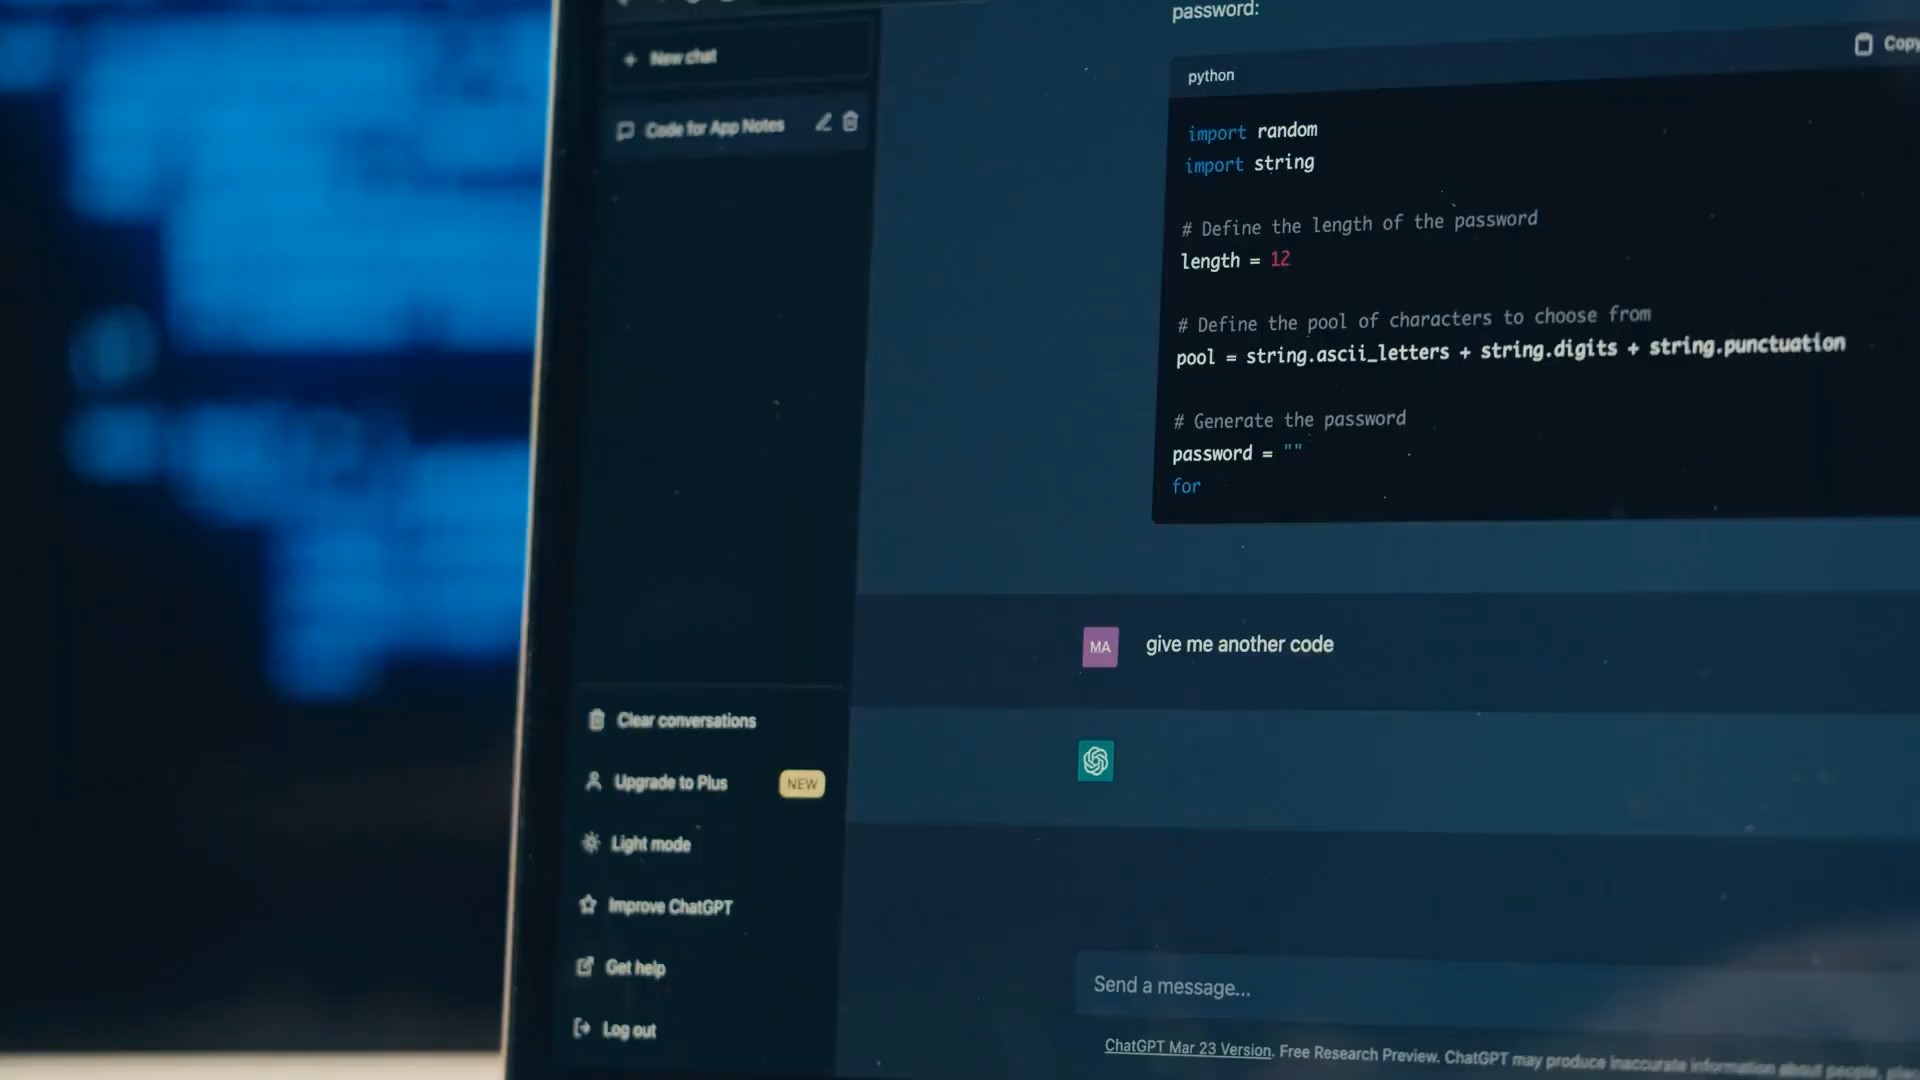 New chat
Code for App Notes
Clear conversations
Upgrade to Plus NEW
Light mode
Improve ChatGPT
Get help
Log out
password:
python Copy
import random
import string
# Define the length of the password
length = 12
# Define the pool of characters to choose from
pool = string.ascii_letters + string.digits + string.punctuation
# Generate the password
password = ""
for
MA give me another code
Send a message...
ChatGPT Mar 23 Version. Free Research Preview. ChatGPT may produce inaccurate information about people,